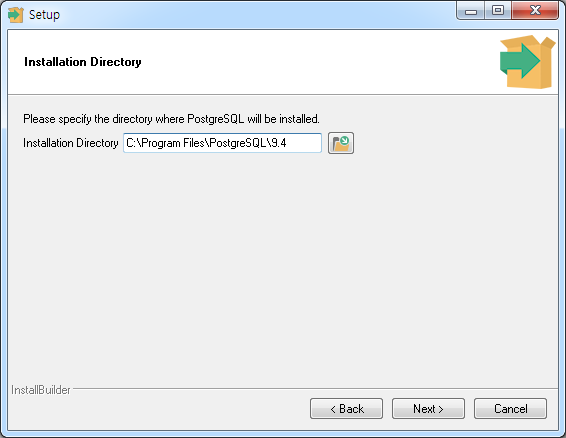 Setup
Installation Directory
Please specify the directory where PostgreSQL will be installed.
Installation Directory C:\Program Files\PostgreSQL\9.4
InstallBuilder
< Back Next > Cancel